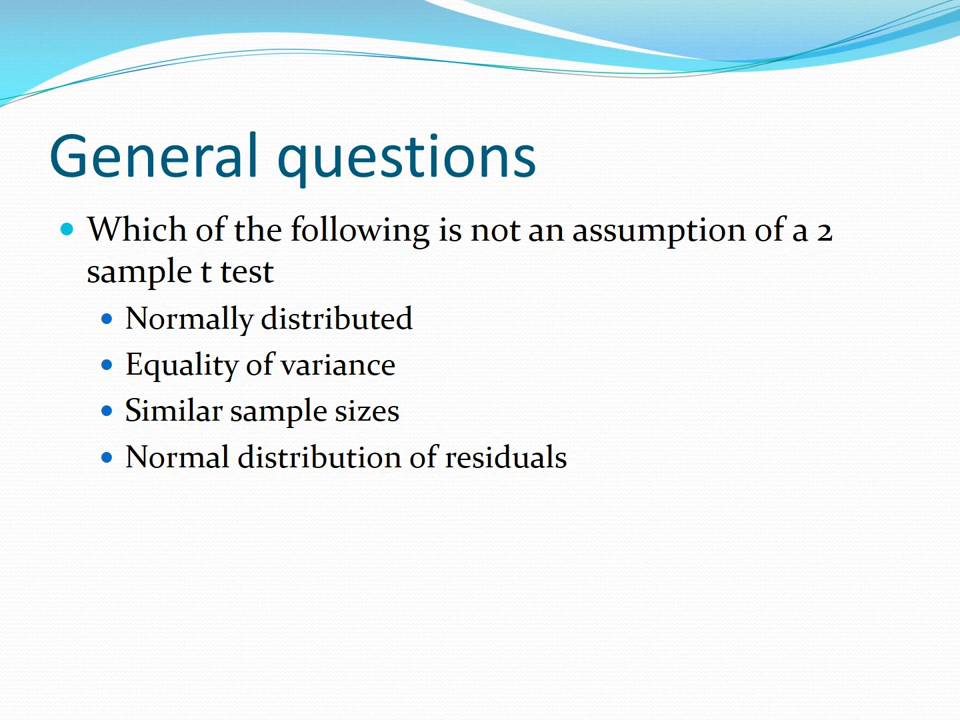 General questions
Which of the following is not an assumption of a 2
sample t test
Normally distributed
Equality of variance
Similar sample sizes
Normal distribution of residuals